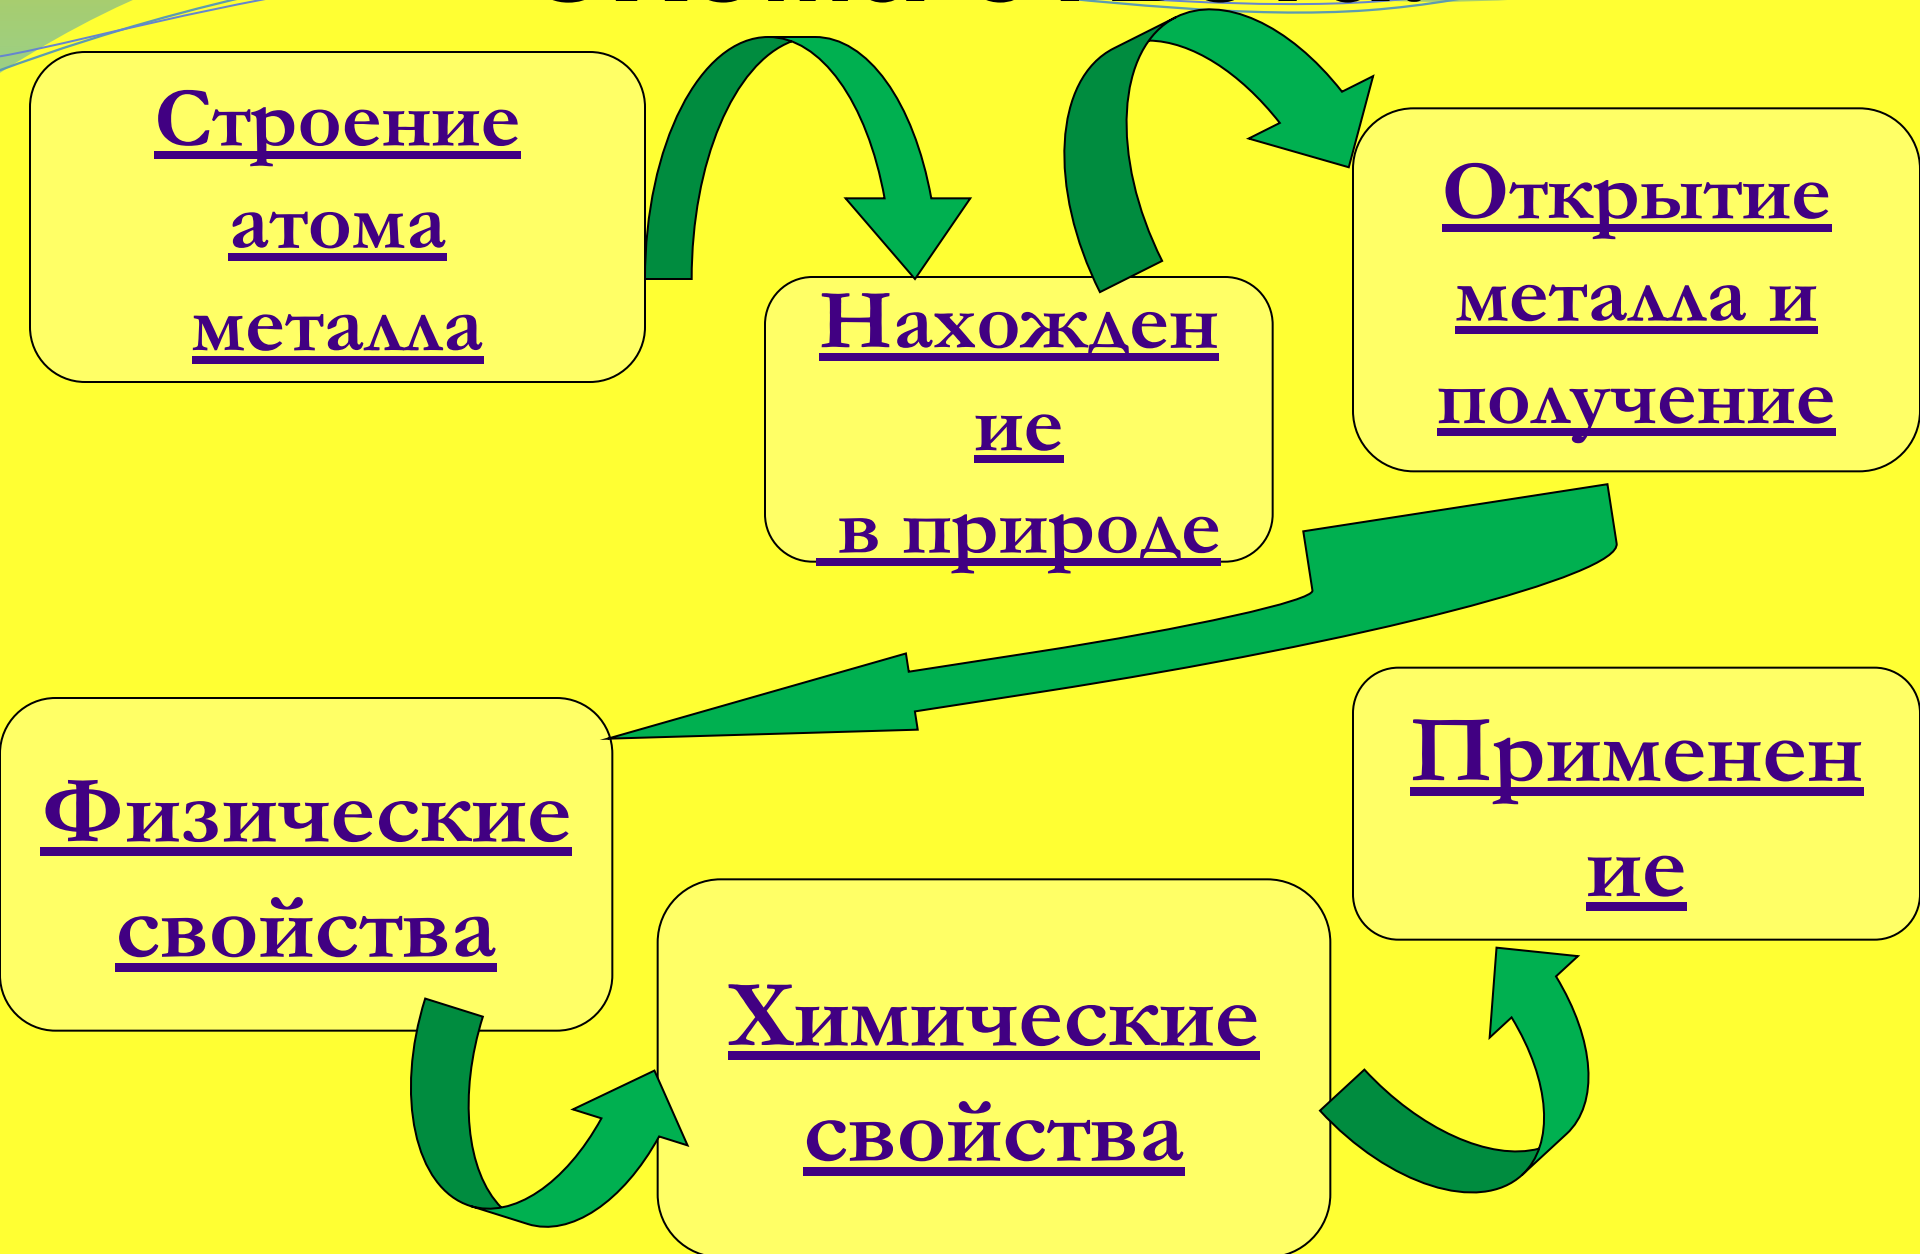 Строение
атома
металла
Нахожден
ие
в природе
Открытие
металла и
получение
Физические
свойства
Химические
свойства
Применен
ие